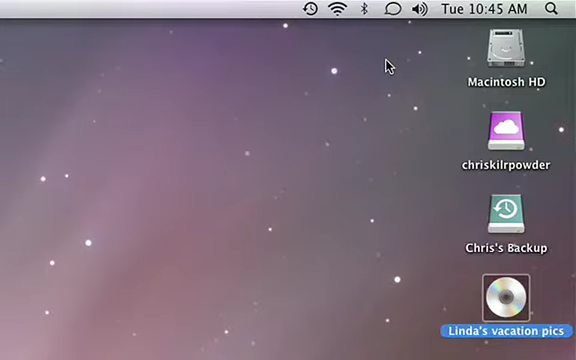 Tue 10:45 AM
Macintosh HD
chriskilrpowder
Chris's Backup
Linda's vacation pics